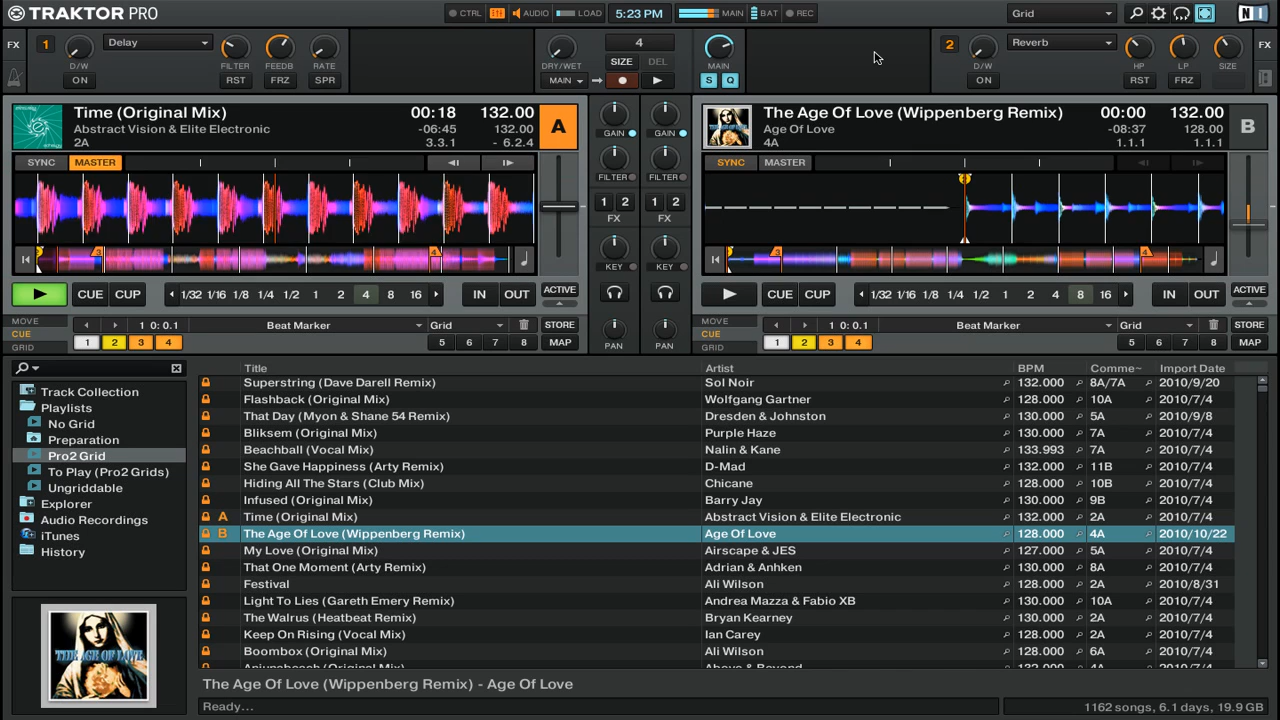 TRAKTOR PRO CTRL AUDIO LOAD 5:23 PM MAIN BAT REC Grid
FX 1 Delay D/W FILTER FEEDB RATE ON RST FRZ SPR
DRY/WET 4 SIZE DEL MAIN MAIN S Q
2 Reverb D/W HP LP SIZE ON RST FRZ FX
Time (Original Mix) 00:18 132.00 A
Abstract Vision & Elite Electronic -06:45 132.00
2A 3.3.1 - 6.2.4
SYNC MASTER
3 4
CUE CUP 1/32 1/16 1/8 1/4 1/2 1 2 4 8 16 IN OUT ACTIVE
MOVE CUE GRID 1 0: 0.1 Beat Marker Grid STORE
1 2 3 4 5 6 7 8 MAP
GAIN GAIN
FILTER FILTER
1 2 1 2
FX FX
KEY KEY
PAN PAN
The Age Of Love (Wippenberg Remix) 00:00 132.00 B
Age Of Love -08:37 128.00
4A 1.1.1 1.1.1
SYNC MASTER
3 4
CUE CUP 1/32 1/16 1/8 1/4 1/2 1 2 4 8 16 IN OUT ACTIVE
MOVE CUE GRID 1 0: 0.1 Beat Marker Grid STORE
1 2 3 4 5 6 7 8 MAP
Track Collection
Playlists
No Grid
Preparation
Pro2 Grid
To Play (Pro2 Grids)
Ungriddable
Explorer
Audio Recordings
iTunes
History
THE AGE OF LOVE
Title Artist BPM Comme~ Import Date
Superstring (Dave Darell Remix) Sol Noir 132.000 8A/7A 2010/9/20
Flashback (Original Mix) Wolfgang Gartner 128.000 10A 2010/7/4
That Day (Myon & Shane 54 Remix) Dresden & Johnston 130.000 5A 2010/9/8
Bliksem (Original Mix) Purple Haze 130.000 7A 2010/7/4
Beachball (Vocal Mix) Nalin & Kane 133.993 7A 2010/7/4
She Gave Happiness (Arty Remix) D-Mad 132.000 11B 2010/7/4
Hiding All The Stars (Club Mix) Chicane 128.000 10B 2010/7/4
Infused (Original Mix) Barry Jay 130.000 9B 2010/7/4
A Time (Original Mix) Abstract Vision & Elite Electronic 132.000 2A 2010/7/4
B The Age Of Love (Wippenberg Remix) Age Of Love 128.000 4A 2010/10/22
My Love (Original Mix) Airscape & JES 127.000 5A 2010/7/4
That One Moment (Arty Remix) Adrian & Anhken 130.000 8A 2010/7/4
Festival Ali Wilson 128.000 2A 2010/8/31
Light To Lies (Gareth Emery Remix) Andrea Mazza & Fabio XB 130.000 10A 2010/7/4
The Walrus (Heatbeat Remix) Bryan Kearney 130.000 2A 2010/7/4
Keep On Rising (Vocal Mix) Ian Carey 128.000 2A 2010/7/4
Boombox (Original Mix) Ali Wilson 128.000 6A 2010/7/4
Anjunabeach (Original Mix) Above & Beyond 132.000 4A 2010/7/4
The Age Of Love (Wippenberg Remix) - Age Of Love
Ready... 1162 songs, 6.1 days, 19.9 GB